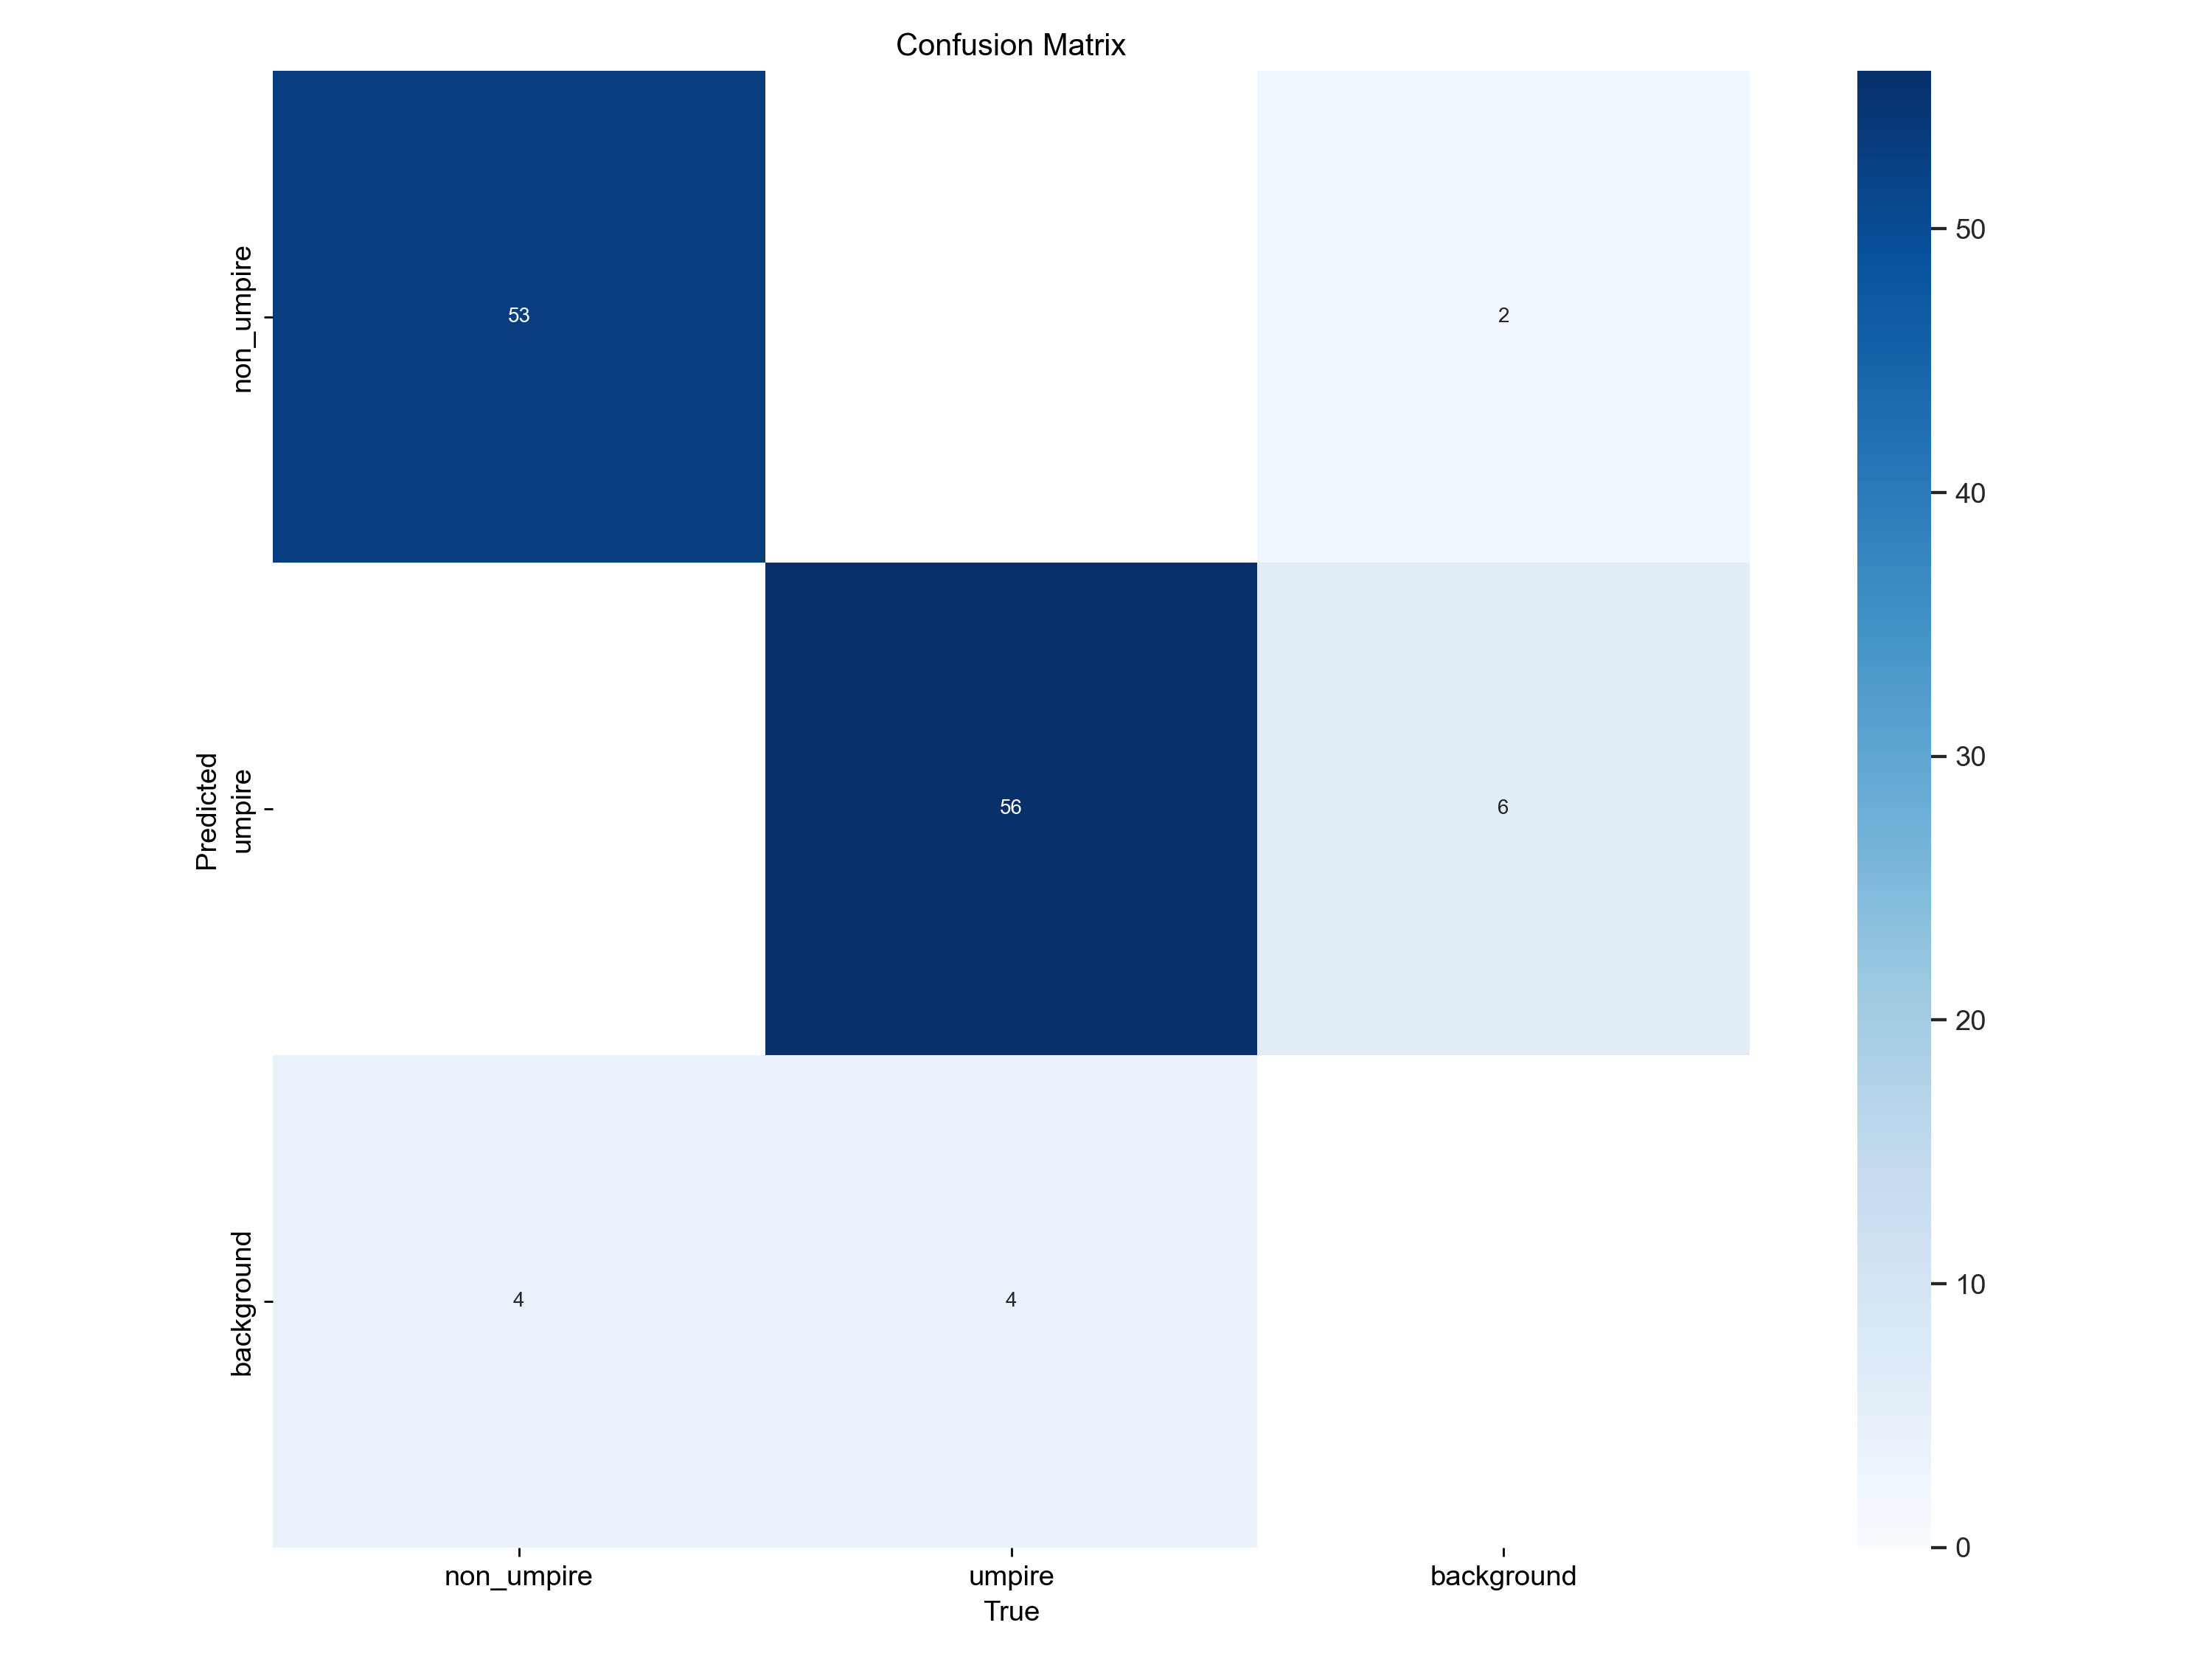 Confusion Matrix
non_umpire
53
2
50
40
Predicted
umpire
56
6
30
20
background
4
4
10
0
non_umpire
umpire
background
True